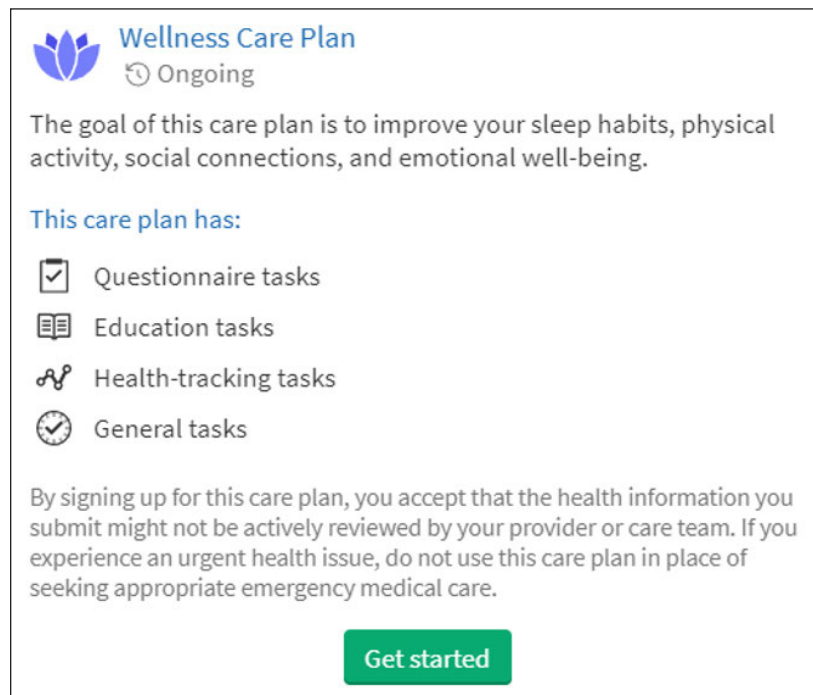 Wellness Care Plan
Ongoing
The goal of this care plan is to improve your sleep habits, physical
activity, social connections, and emotional well-being.
This care plan has:
Questionnaire tasks
Education tasks
Health-tracking tasks
General tasks
By signing up for this care plan, you accept that the health information you
submit might not be actively reviewed by your provider or care team. If you
experience an urgent health issue, do not use this care plan in place of
seeking appropriate emergency medical care.
Get started